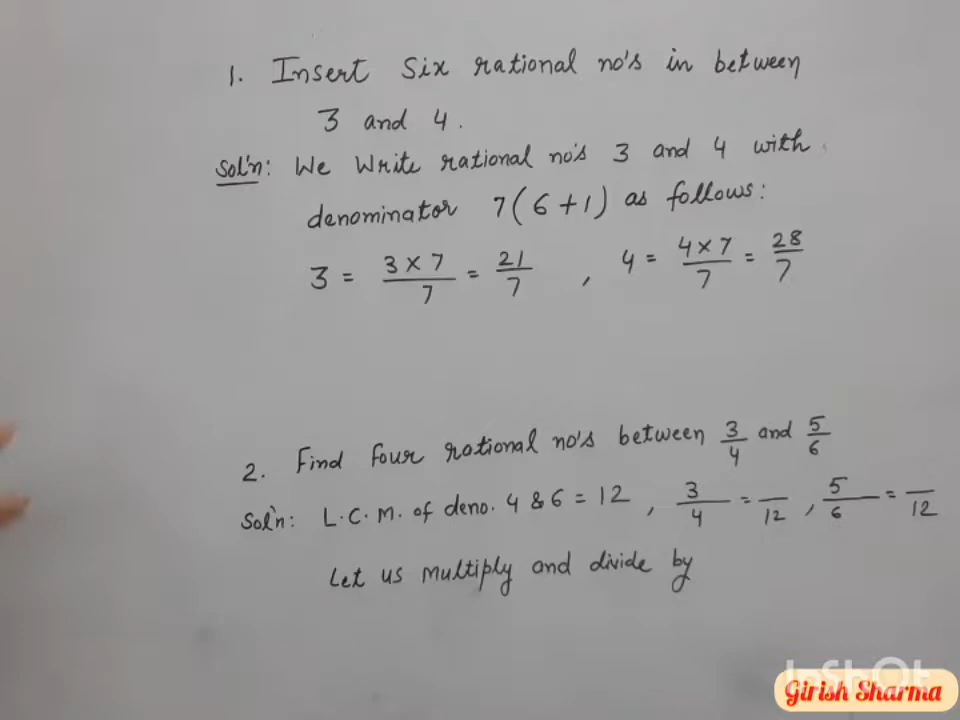 1. Insert Six rational no's in between
3 and 4.
Sol'n: We Write rational no's 3 and 4 with
denominator 7(6+1) as follows:
3 = 3×7/7 = 21/7 , 4 = 4×7/7 = 28/7
2. Find four rational no's between 3/4 and 5/6
Sol'n: L.C.M. of deno. 4 & 6 = 12 , 3/4 = /12 , 5/6 = /12
Let us multiply and divide by
InShOt
Girish Sharma